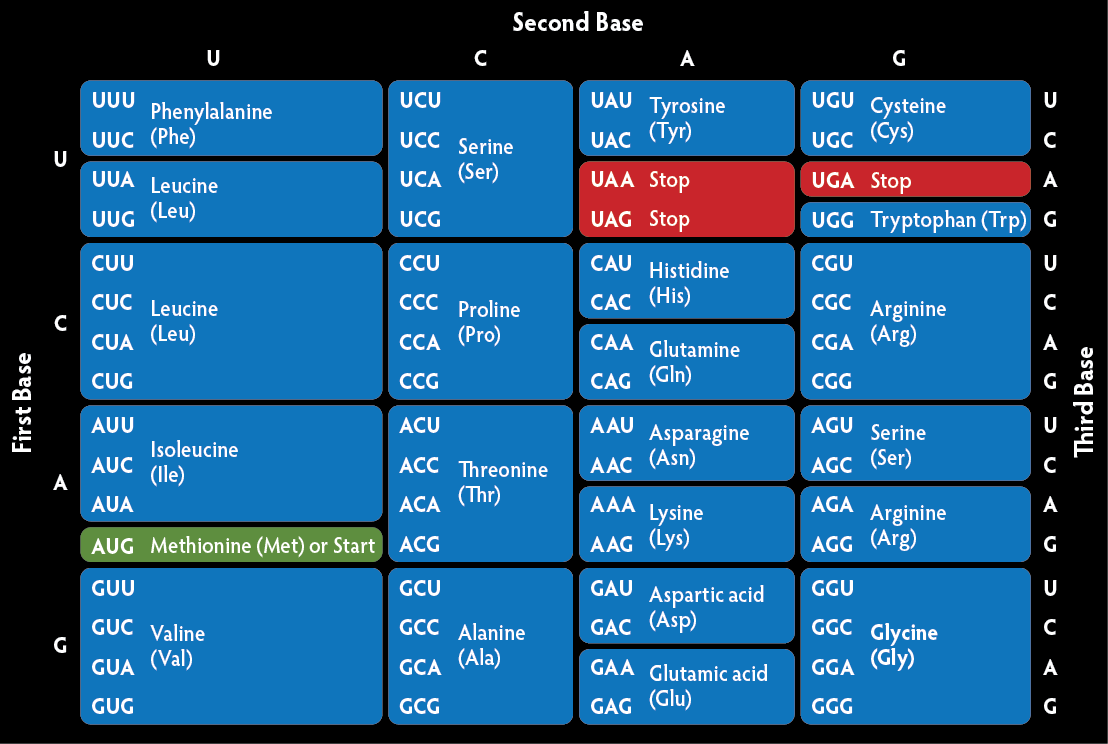 Second Base
U C A G
First Base
Third Base
U
UUU
UUC
Phenylalanine
(Phe)
UUA
UUG
Leucine
(Leu)
UCU
UCC
UCA
UCG
Serine
(Ser)
UAU
UAC
Tyrosine
(Tyr)
UAA Stop
UAG Stop
UGU
UGC
Cysteine
(Cys)
UGA Stop
UGG Tryptophan (Trp)
U
C
A
G
C
CUU
CUC
CUA
CUG
Leucine
(Leu)
CCU
CCC
CCA
CCG
Proline
(Pro)
CAU
CAC
Histidine
(His)
CAA
CAG
Glutamine
(Gln)
CGU
CGC
CGA
CGG
Arginine
(Arg)
U
C
A
G
A
AUU
AUC
AUA
Isoleucine
(Ile)
AUG Methionine (Met) or Start
ACU
ACC
ACA
ACG
Threonine
(Thr)
AAU
AAC
Asparagine
(Asn)
AAA
AAG
Lysine
(Lys)
AGU
AGC
Serine
(Ser)
AGA
AGG
Arginine
(Arg)
U
C
A
G
G
GUU
GUC
GUA
GUG
Valine
(Val)
GCU
GCC
GCA
GCG
Alanine
(Ala)
GAU
GAC
Aspartic acid
(Asp)
GAA
GAG
Glutamic acid
(Glu)
GGU
GGC
GGA
GGG
Glycine
(Gly)
U
C
A
G